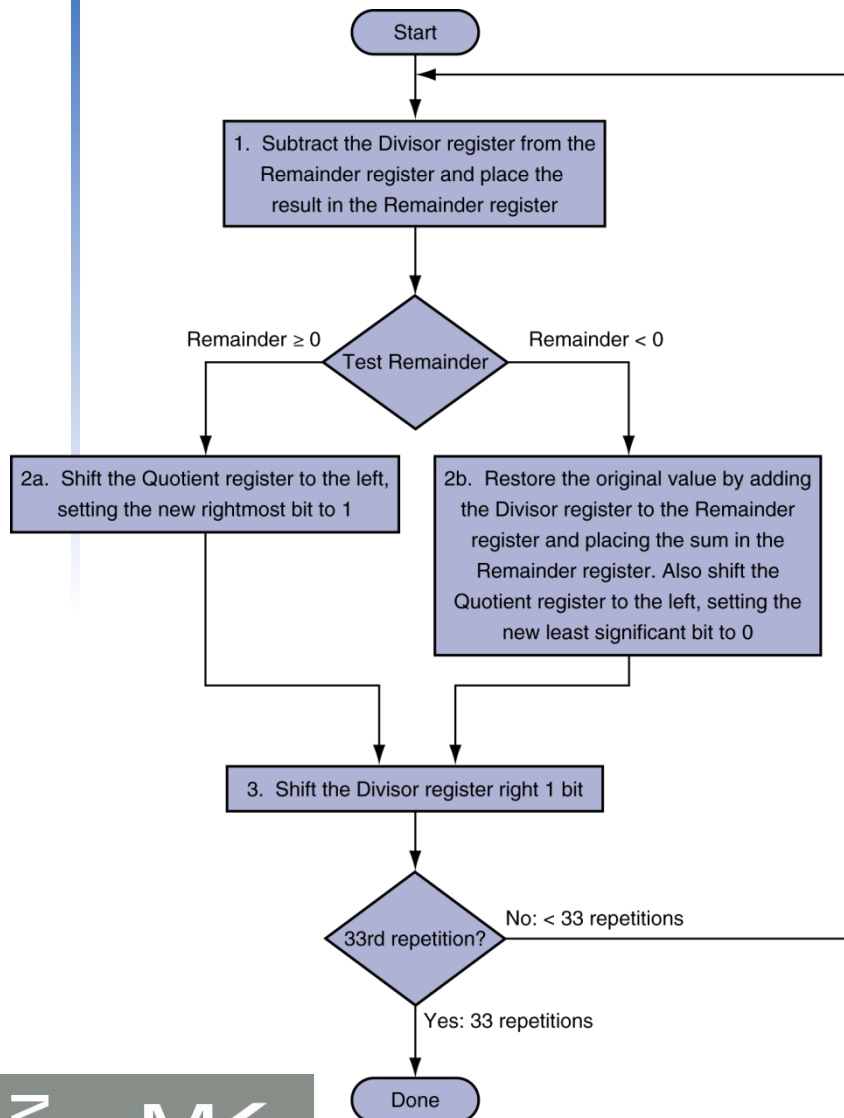 Start
1. Subtract the Divisor register from the
Remainder register and place the
result in the Remainder register
Remainder ≥ 0
Remainder < 0
Test Remainder
2a. Shift the Quotient register to the left,
setting the new rightmost bit to 1
2b. Restore the original value by adding
the Divisor register to the Remainder
register and placing the sum in the
Remainder register. Also shift the
Quotient register to the left, setting the
new least significant bit to 0
3. Shift the Divisor register right 1 bit
No: < 33 repetitions
33rd repetition?
Yes: 33 repetitions
Done